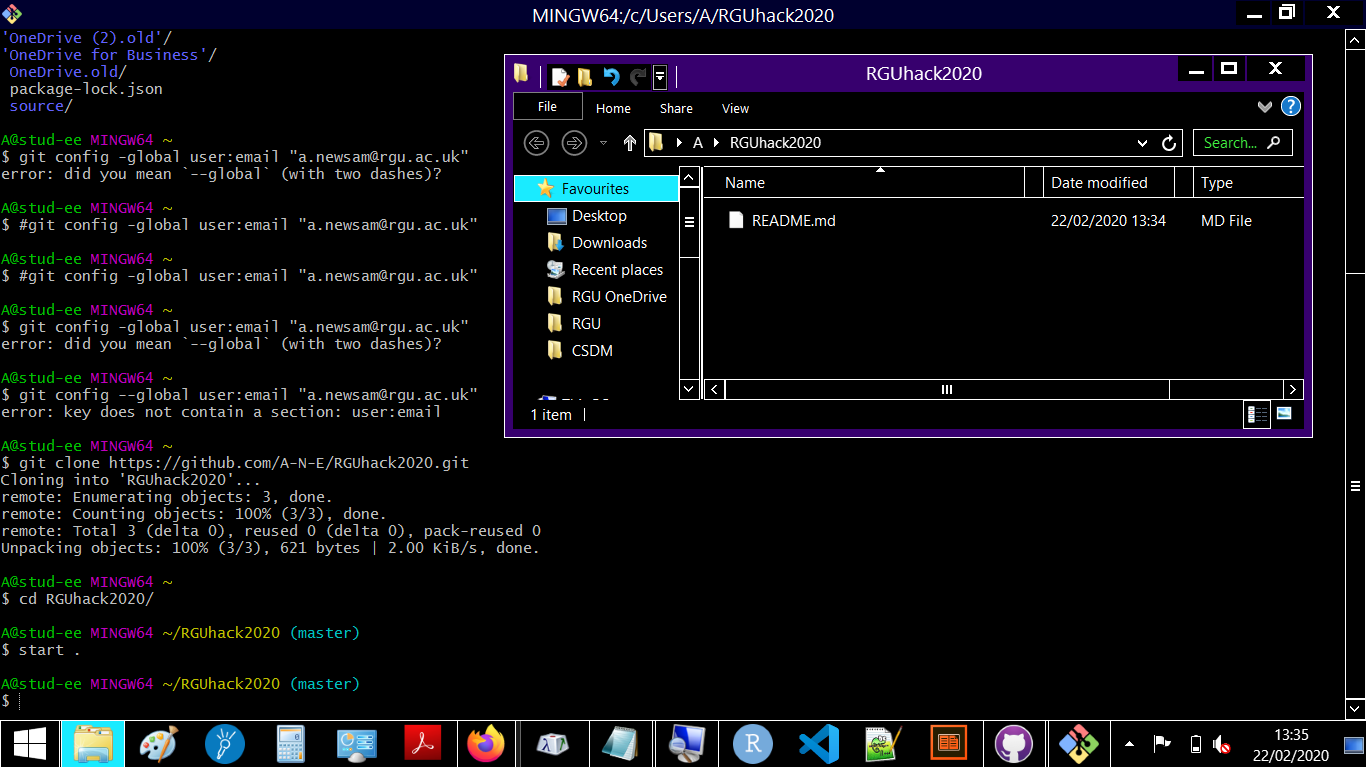 MINGW64:/c/Users/A/RGUhack2020
'OneDrive (2).old'/
'OneDrive for Business'/
OneDrive.old/
package-lock.json
source/
A@stud-ee MINGW64 ~
$ git config -global user:email "a.newsam@rgu.ac.uk"
error: did you mean `--global` (with two dashes)?
A@stud-ee MINGW64 ~
$ #git config -global user:email "a.newsam@rgu.ac.uk"
A@stud-ee MINGW64 ~
$ #git config -global user:email "a.newsam@rgu.ac.uk"
A@stud-ee MINGW64 ~
$ git config -global user:email "a.newsam@rgu.ac.uk"
error: did you mean `--global` (with two dashes)?
A@stud-ee MINGW64 ~
$ git config --global user:email "a.newsam@rgu.ac.uk"
error: key does not contain a section: user:email
A@stud-ee MINGW64 ~
$ git clone https://github.com/A-N-E/RGUhack2020.git
Cloning into 'RGUhack2020'...
remote: Enumerating objects: 3, done.
remote: Counting objects: 100% (3/3), done.
remote: Total 3 (delta 0), reused 0 (delta 0), pack-reused 0
Unpacking objects: 100% (3/3), 621 bytes | 2.00 KiB/s, done.
A@stud-ee MINGW64 ~
$ cd RGUhack2020/
A@stud-ee MINGW64 ~/RGUhack2020 (master)
$ start .
A@stud-ee MINGW64 ~/RGUhack2020 (master)
$
RGUhack2020
File Home Share View
A RGUhack2020 Search...
Favourites
Desktop
Downloads
Recent places
RGU OneDrive
RGU
CSDM
Name Date modified Type
README.md 22/02/2020 13:34 MD File
1 item
R
13:35
22/02/2020